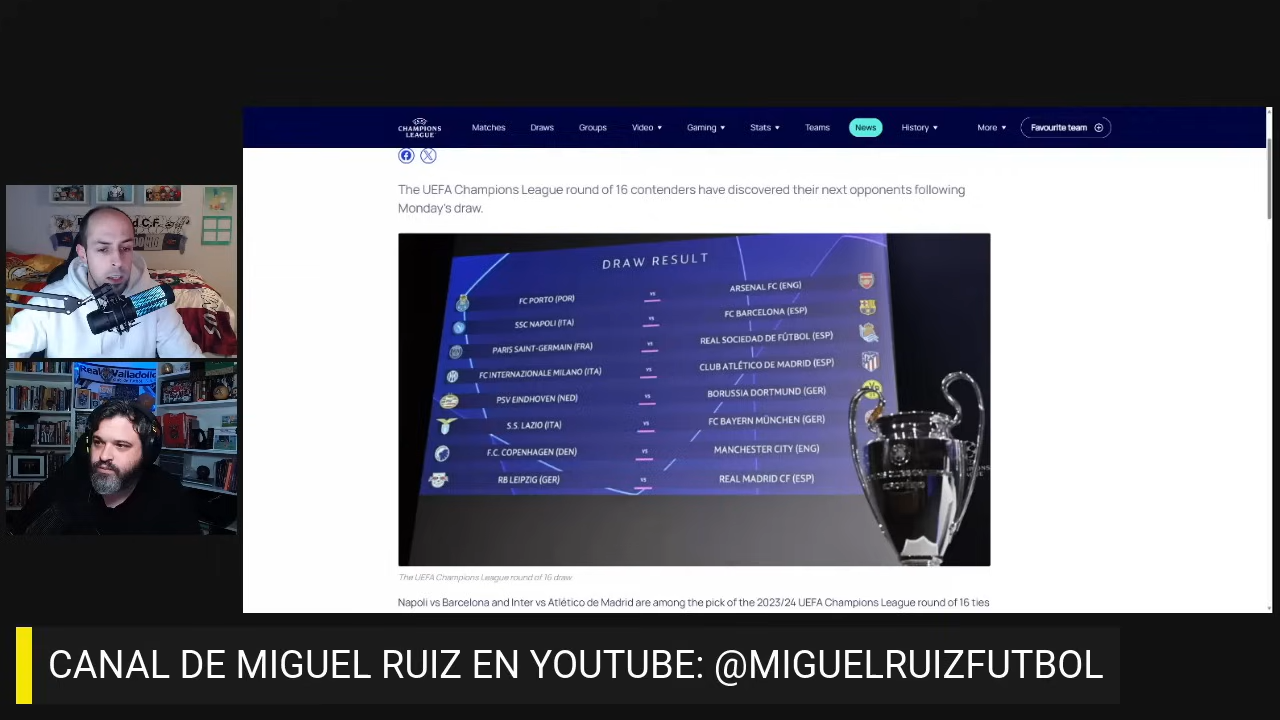 CHAMPIONS
LEAGUE
Matches
Draws
Groups
Video
Gaming
Stats
Teams
News
History
More
Favourite team
The UEFA Champions League round of 16 contenders have discovered their next opponents following
Monday's draw.
DRAW RESULT
FC PORTO (POR) vs ARSENAL FC (ENG)
SSC NAPOLI (ITA) vs FC BARCELONA (ESP)
PARIS SAINT-GERMAIN (FRA) vs REAL SOCIEDAD DE FÚTBOL (ESP)
FC INTERNAZIONALE MILANO (ITA) vs CLUB ATLÉTICO DE MADRID (ESP)
PSV EINDHOVEN (NED) vs BORUSSIA DORTMUND (GER)
S.S. LAZIO (ITA) vs FC BAYERN MÜNCHEN (GER)
F.C. COPENHAGEN (DEN) vs MANCHESTER CITY (ENG)
RB LEIPZIG (GER) vs REAL MADRID CF (ESP)
The UEFA Champions League round of 16 draw
Napoli vs Barcelona and Inter vs Atlético de Madrid are among the pick of the 2023/24 UEFA Champions League round of 16 ties
Real Valladolid
CANAL DE MIGUEL RUIZ EN YOUTUBE: @MIGUELRUIZFUTBOL